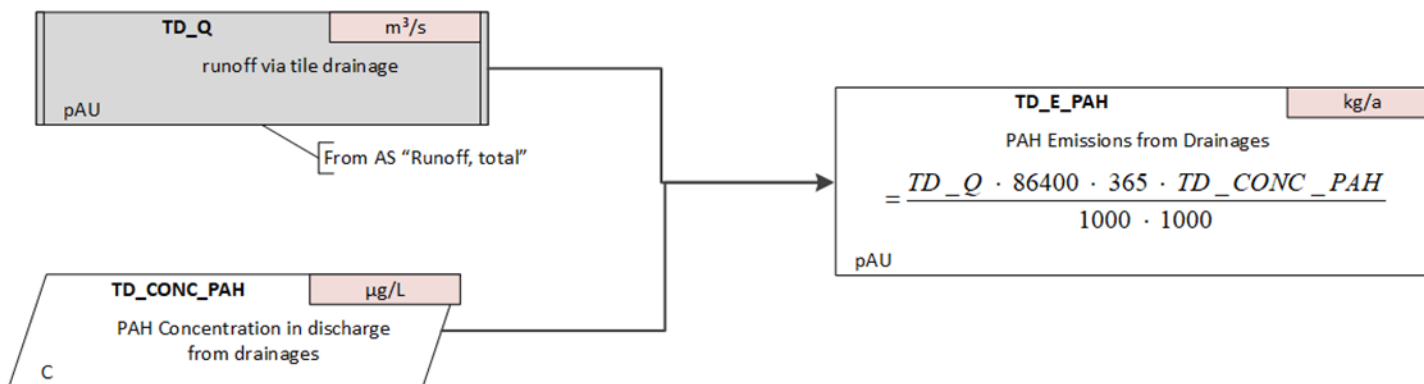 TD_Q
m³/s
runoff via tile drainage
pAU
From AS “Runoff, total”
TD_CONC_PAH
µg/L
PAH Concentration in discharge
from drainages
C
TD_E_PAH
kg/a
PAH Emissions from Drainages
= TD_Q · 86400 · 365 · TD_CONC_PAH
1000 · 1000
pAU